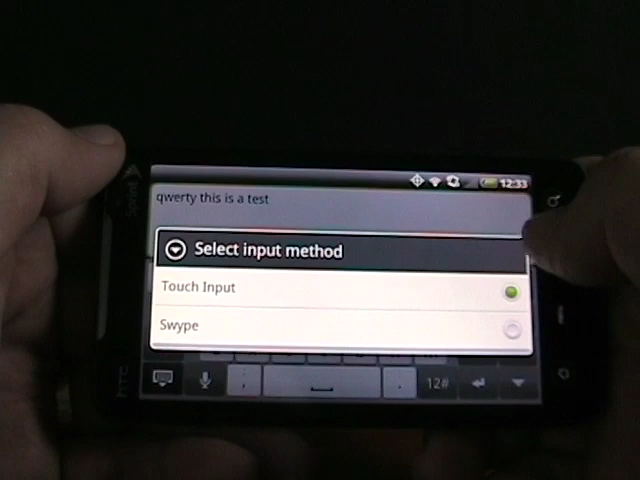 Sprint
12:33
qwerty this is a test
Select input method
Touch Input
Swype
12#
hTC